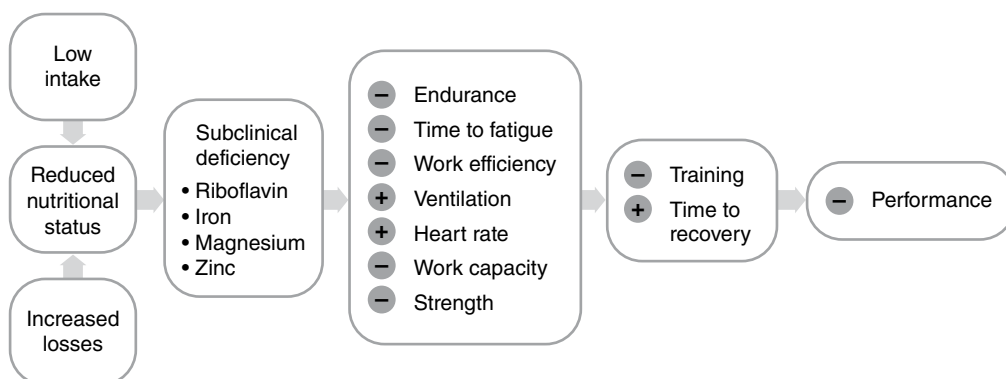 Low
intake
Reduced
nutritional
status
Increased
losses
Subclinical
deficiency
• Riboflavin
• Iron
• Magnesium
• Zinc
− Endurance
− Time to fatigue
− Work efficiency
+ Ventilation
+ Heart rate
− Work capacity
− Strength
− Training
+ Time to
recovery
− Performance